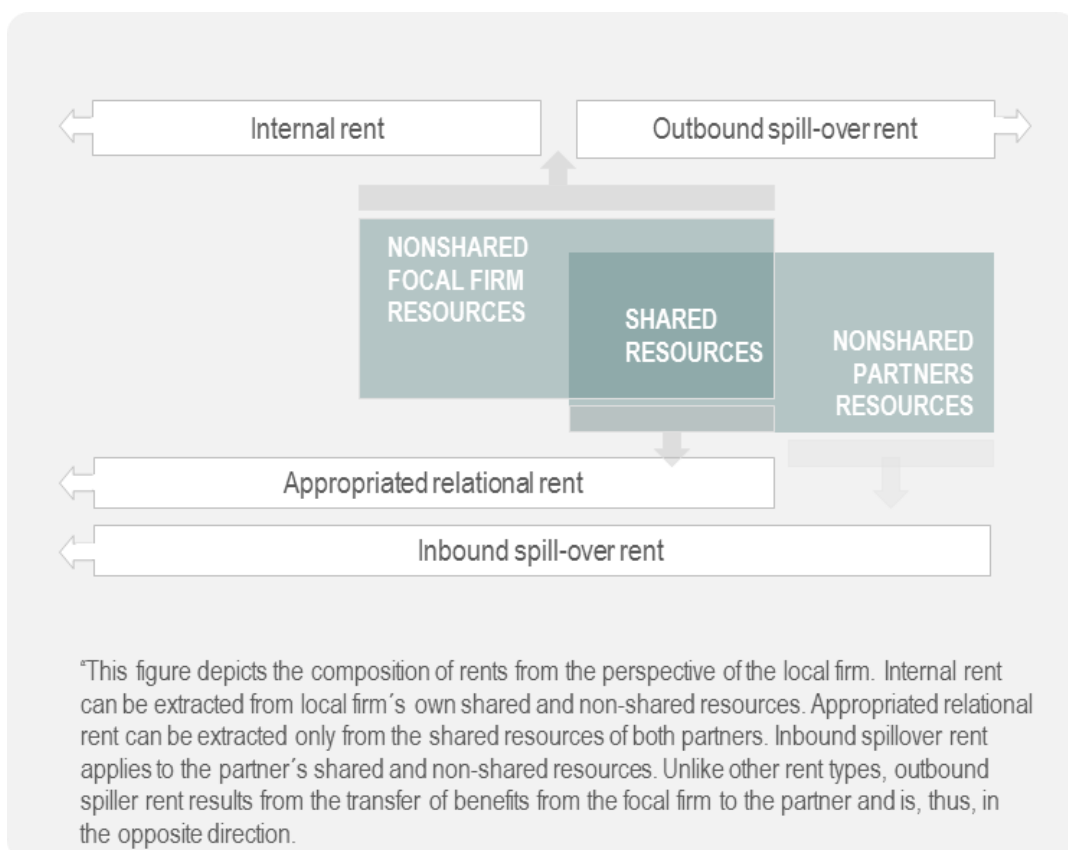 Internal rent
Outbound spill-over rent
NONSHARED
FOCAL FIRM
RESOURCES
SHARED
RESOURCES
NONSHARED
PARTNERS
RESOURCES
Appropriated relational rent
Inbound spill-over rent
“This figure depicts the composition of rents from the perspective of the local firm. Internal rent
can be extracted from local firm´s own shared and non-shared resources. Appropriated relational
rent can be extracted only from the shared resources of both partners. Inbound spillover rent
applies to the partner´s shared and non-shared resources. Unlike other rent types, outbound
spiller rent results from the transfer of benefits from the focal firm to the partner and is, thus, in
the opposite direction.